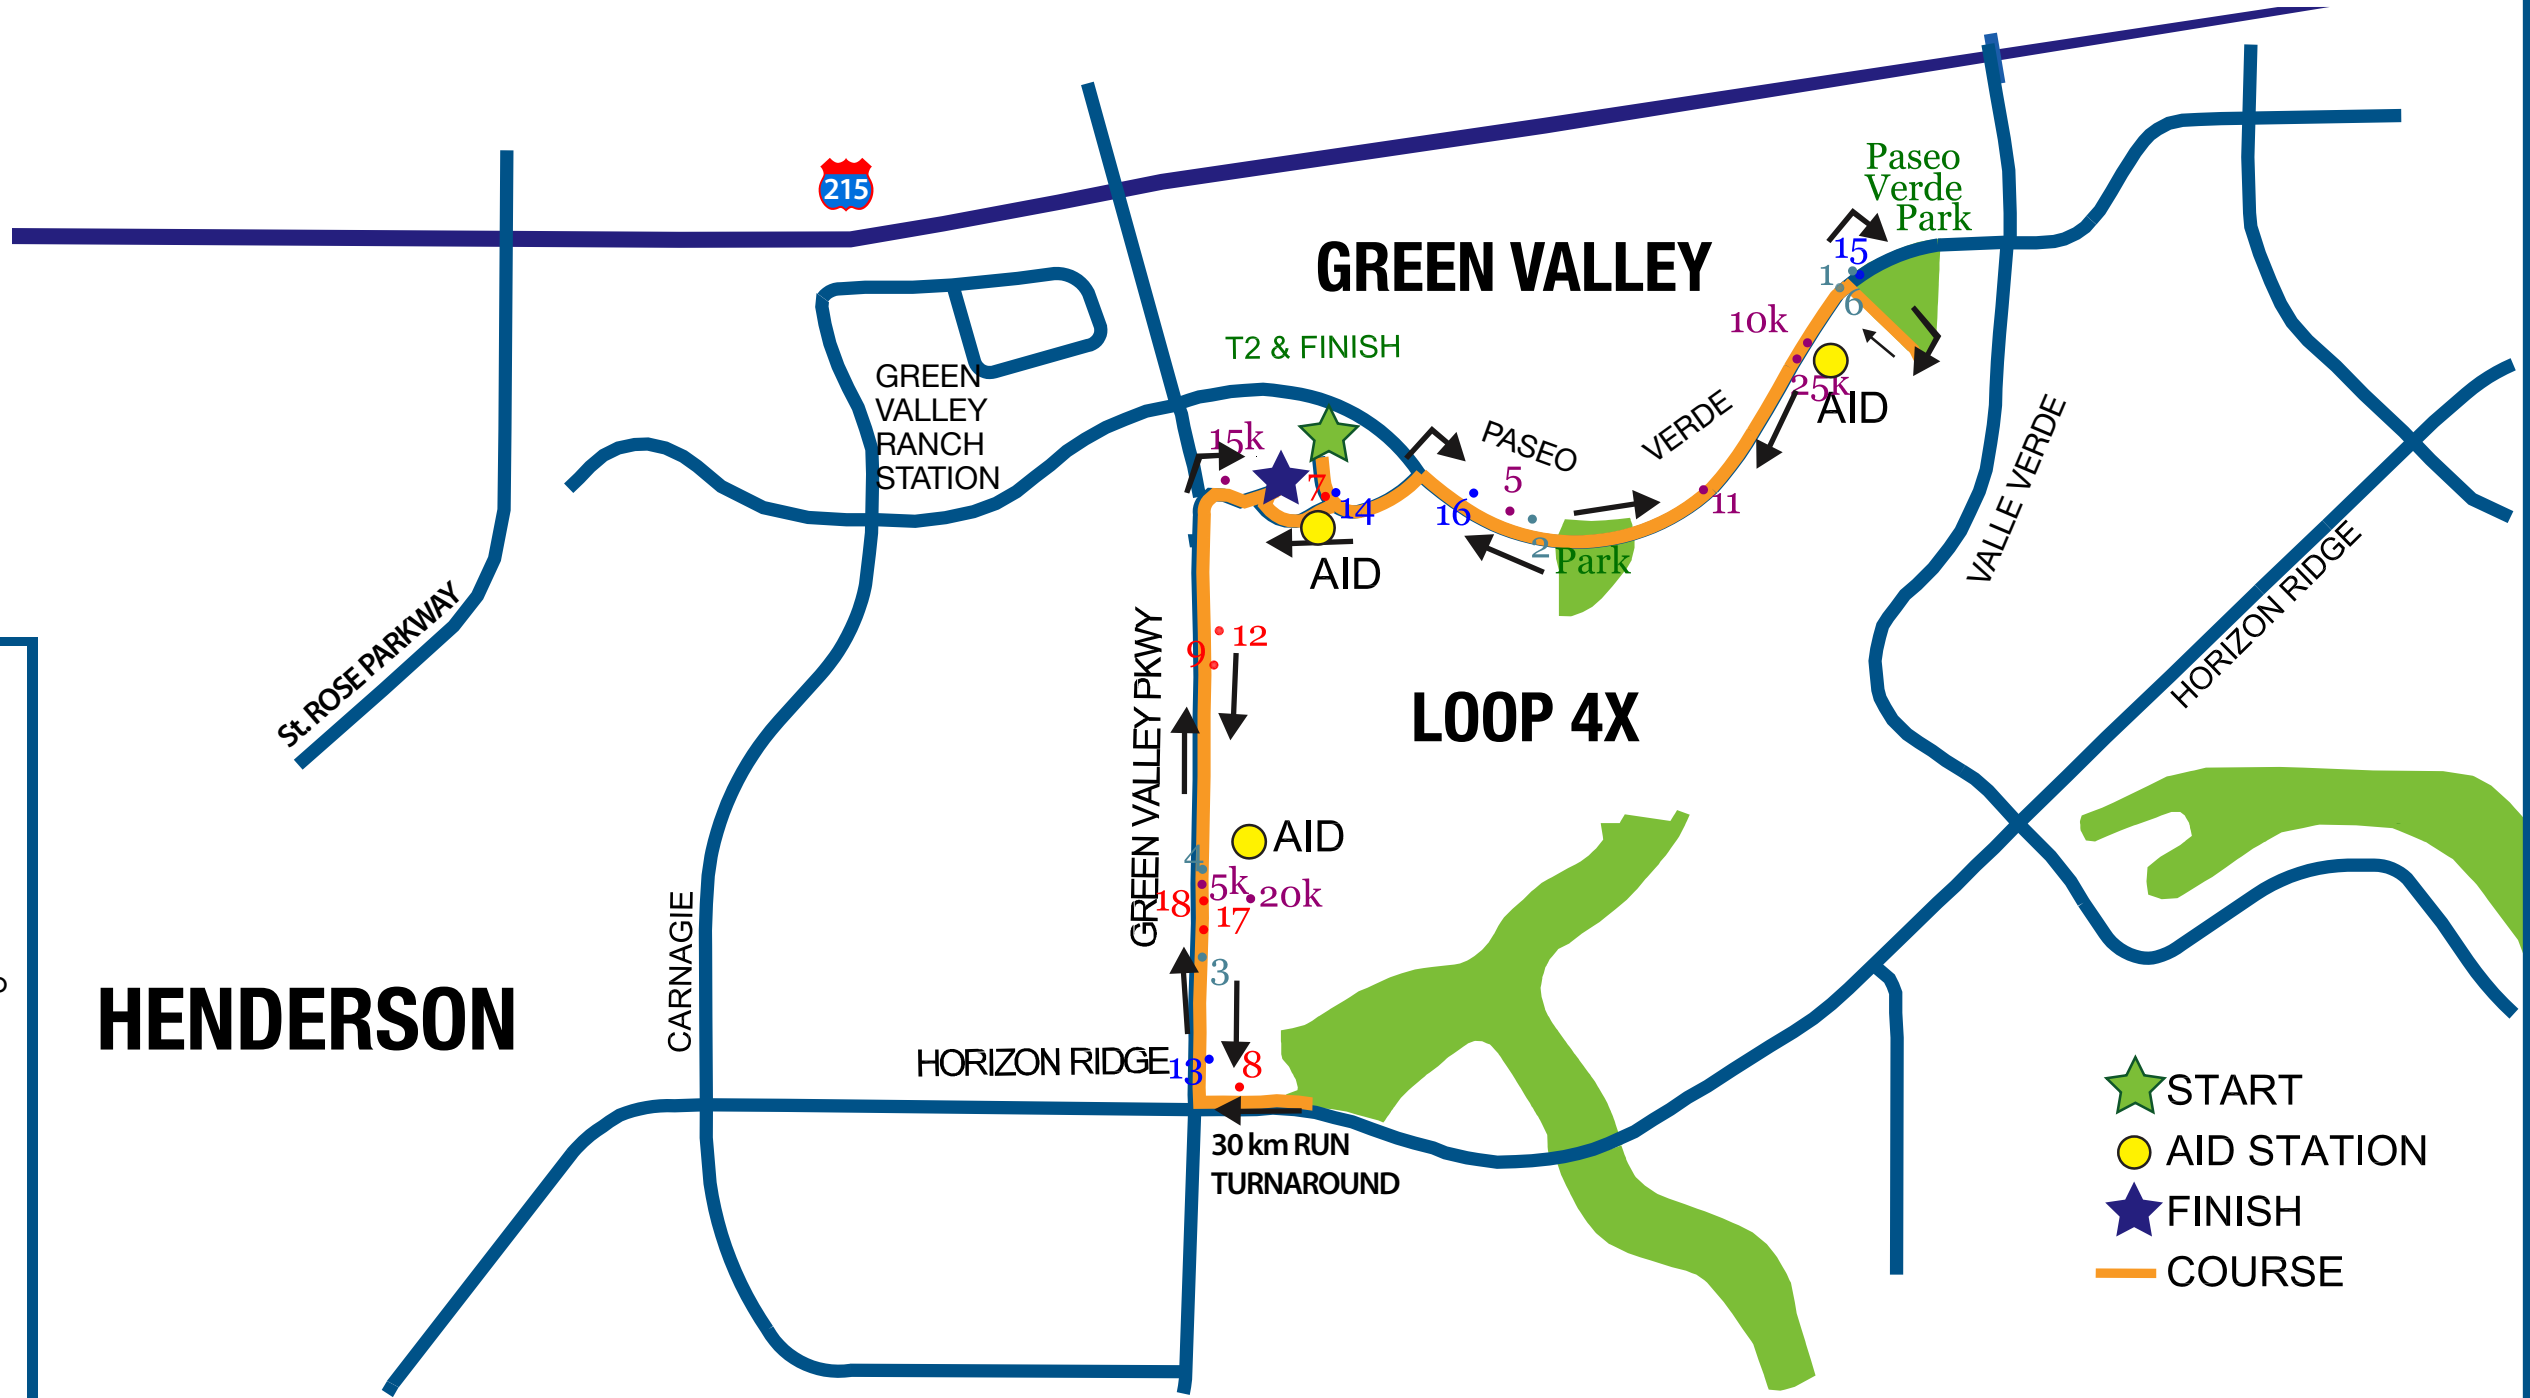 215
Paseo
Verde
Park
GREEN VALLEY
15
1
6
10k
T2 & FINISH
25k
AID
GREEN
VALLEY
RANCH
STATION
15k
PASEO
VERDE
VALLE VERDE
7
14
16
5
11
2
Park
AID
HORIZON RIDGE
St. ROSE PARKWAY
12
9
GREEN VALLEY PKWY
LOOP 4X
AID
4
5k
20k
18
17
3
CARNAGIE
HENDERSON
HORIZON RIDGE
13
8
30 km RUN
TURNAROUND
START
AID STATION
FINISH
COURSE